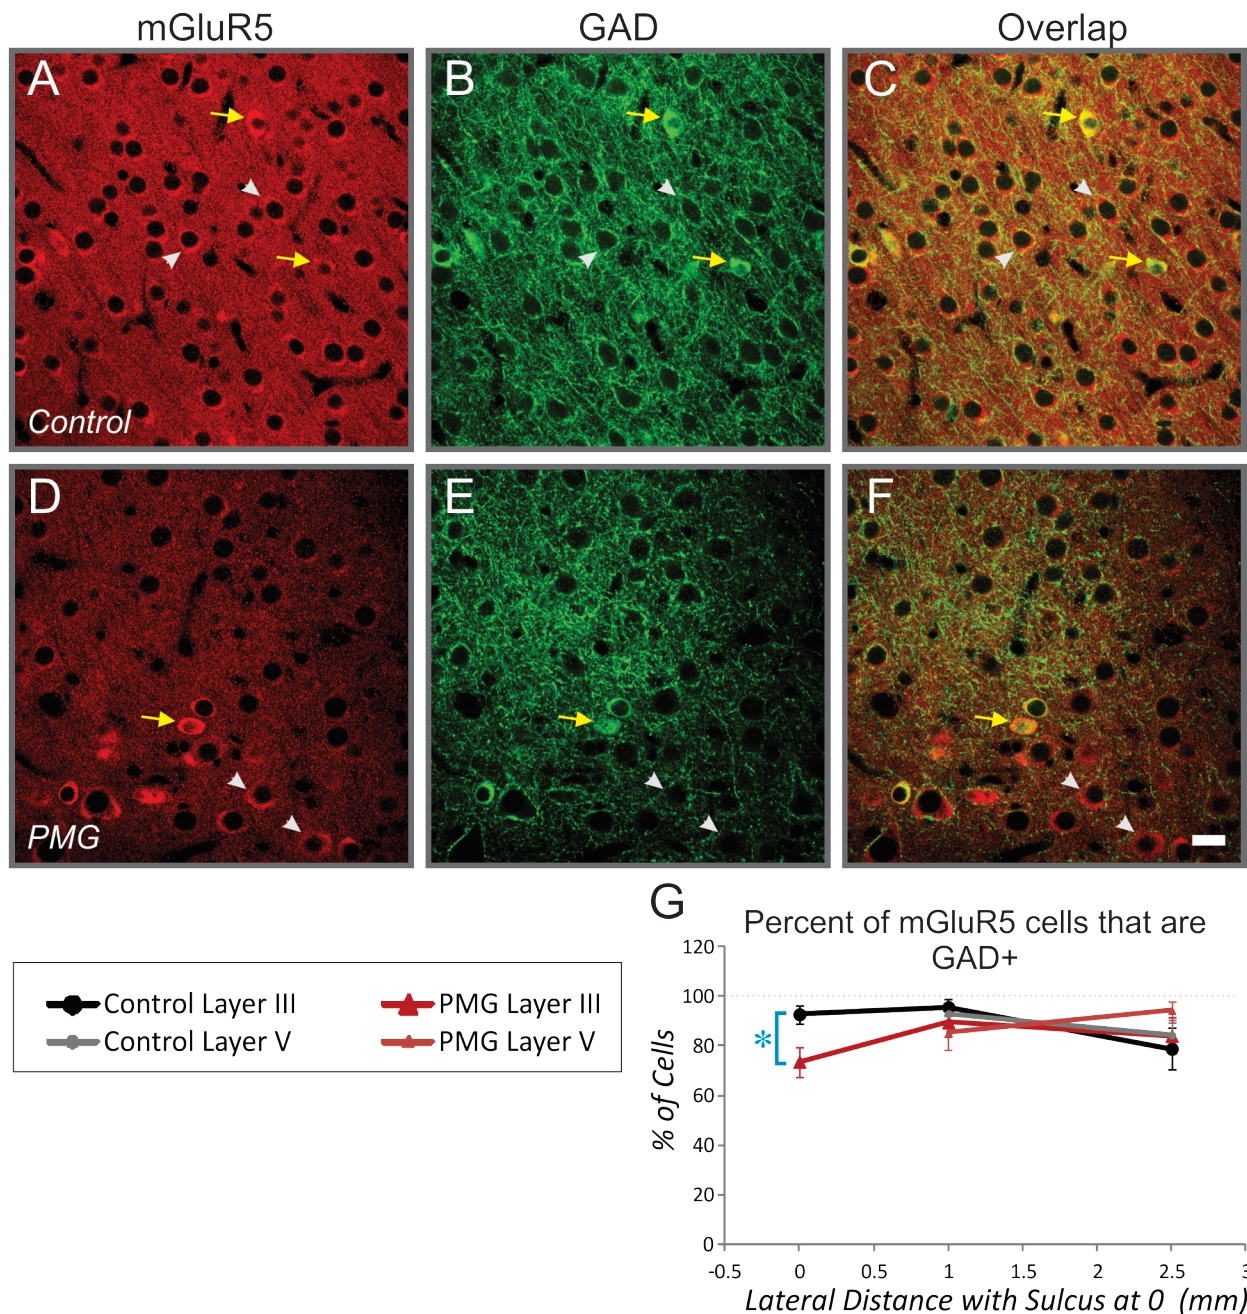 mGluR5 GAD Overlap
A B C
Control
D E F
PMG
G
Percent of mGluR5 cells that are
GAD+
Control Layer III PMG Layer III
Control Layer V PMG Layer V
% of Cells
120
100
80
60
40
20
0
*
-0.5 0 0.5 1 1.5 2 2.5 3
Lateral Distance with Sulcus at 0 (mm)